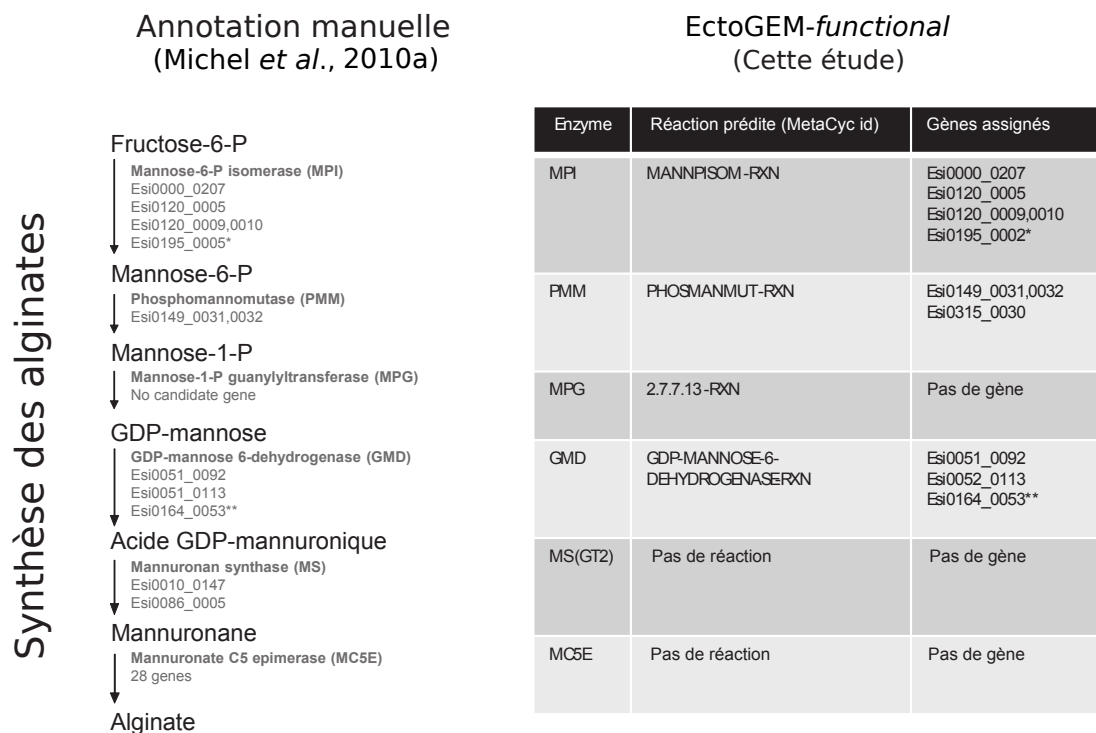 Annotation manuelle
(Michel et al., 2010a)
EctoGEM-functional
(Cette étude)
Synthèse des alginates
Fructose-6-P
Mannose-6-P isomerase (MPI)
Esi0000_0207
Esi0120_0005
Esi0120_0009,0010
Esi0195_0005*
Mannose-6-P
Phosphomannomutase (PMM)
Esi0149_0031,0032
Mannose-1-P
Mannose-1-P guanylyltransferase (MPG)
No candidate gene
GDP-mannose
GDP-mannose 6-dehydrogenase (GMD)
Esi0051_0092
Esi0051_0113
Esi0164_0053**
Acide GDP-mannuronique
Mannuronan synthase (MS)
Esi0010_0147
Esi0086_0005
Mannuronane
Mannuronate C5 epimerase (MC5E)
28 genes
Alginate
Enzyme Réaction prédite (MetaCyc id) Gènes assignés
MPI MANNPISOM-RXN Esi0000_0207
Esi0120_0005
Esi0120_0009,0010
Esi0195_0002*
PMM PHOSMANMUT-RXN Esi0149_0031,0032
Esi0315_0030
MPG 2.7.7.13-RXN Pas de gène
GMD GDP-MANNOSE-6- Esi0051_0092
DEHYDROGENASE-RXN Esi0052_0113
Esi0164_0053**
MS(GT2) Pas de réaction Pas de gène
MC5E Pas de réaction Pas de gène